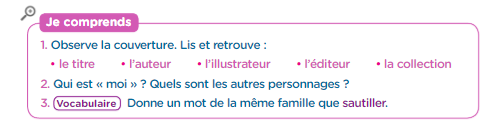 Je comprends
1. Observe la couverture. Lis et retrouve :
• le titre • l'auteur • l'illustrateur • l'éditeur • la collection
2. Qui est « moi » ? Quels sont les autres personnages ?
3. Vocabulaire Donne un mot de la même famille que sautiller.